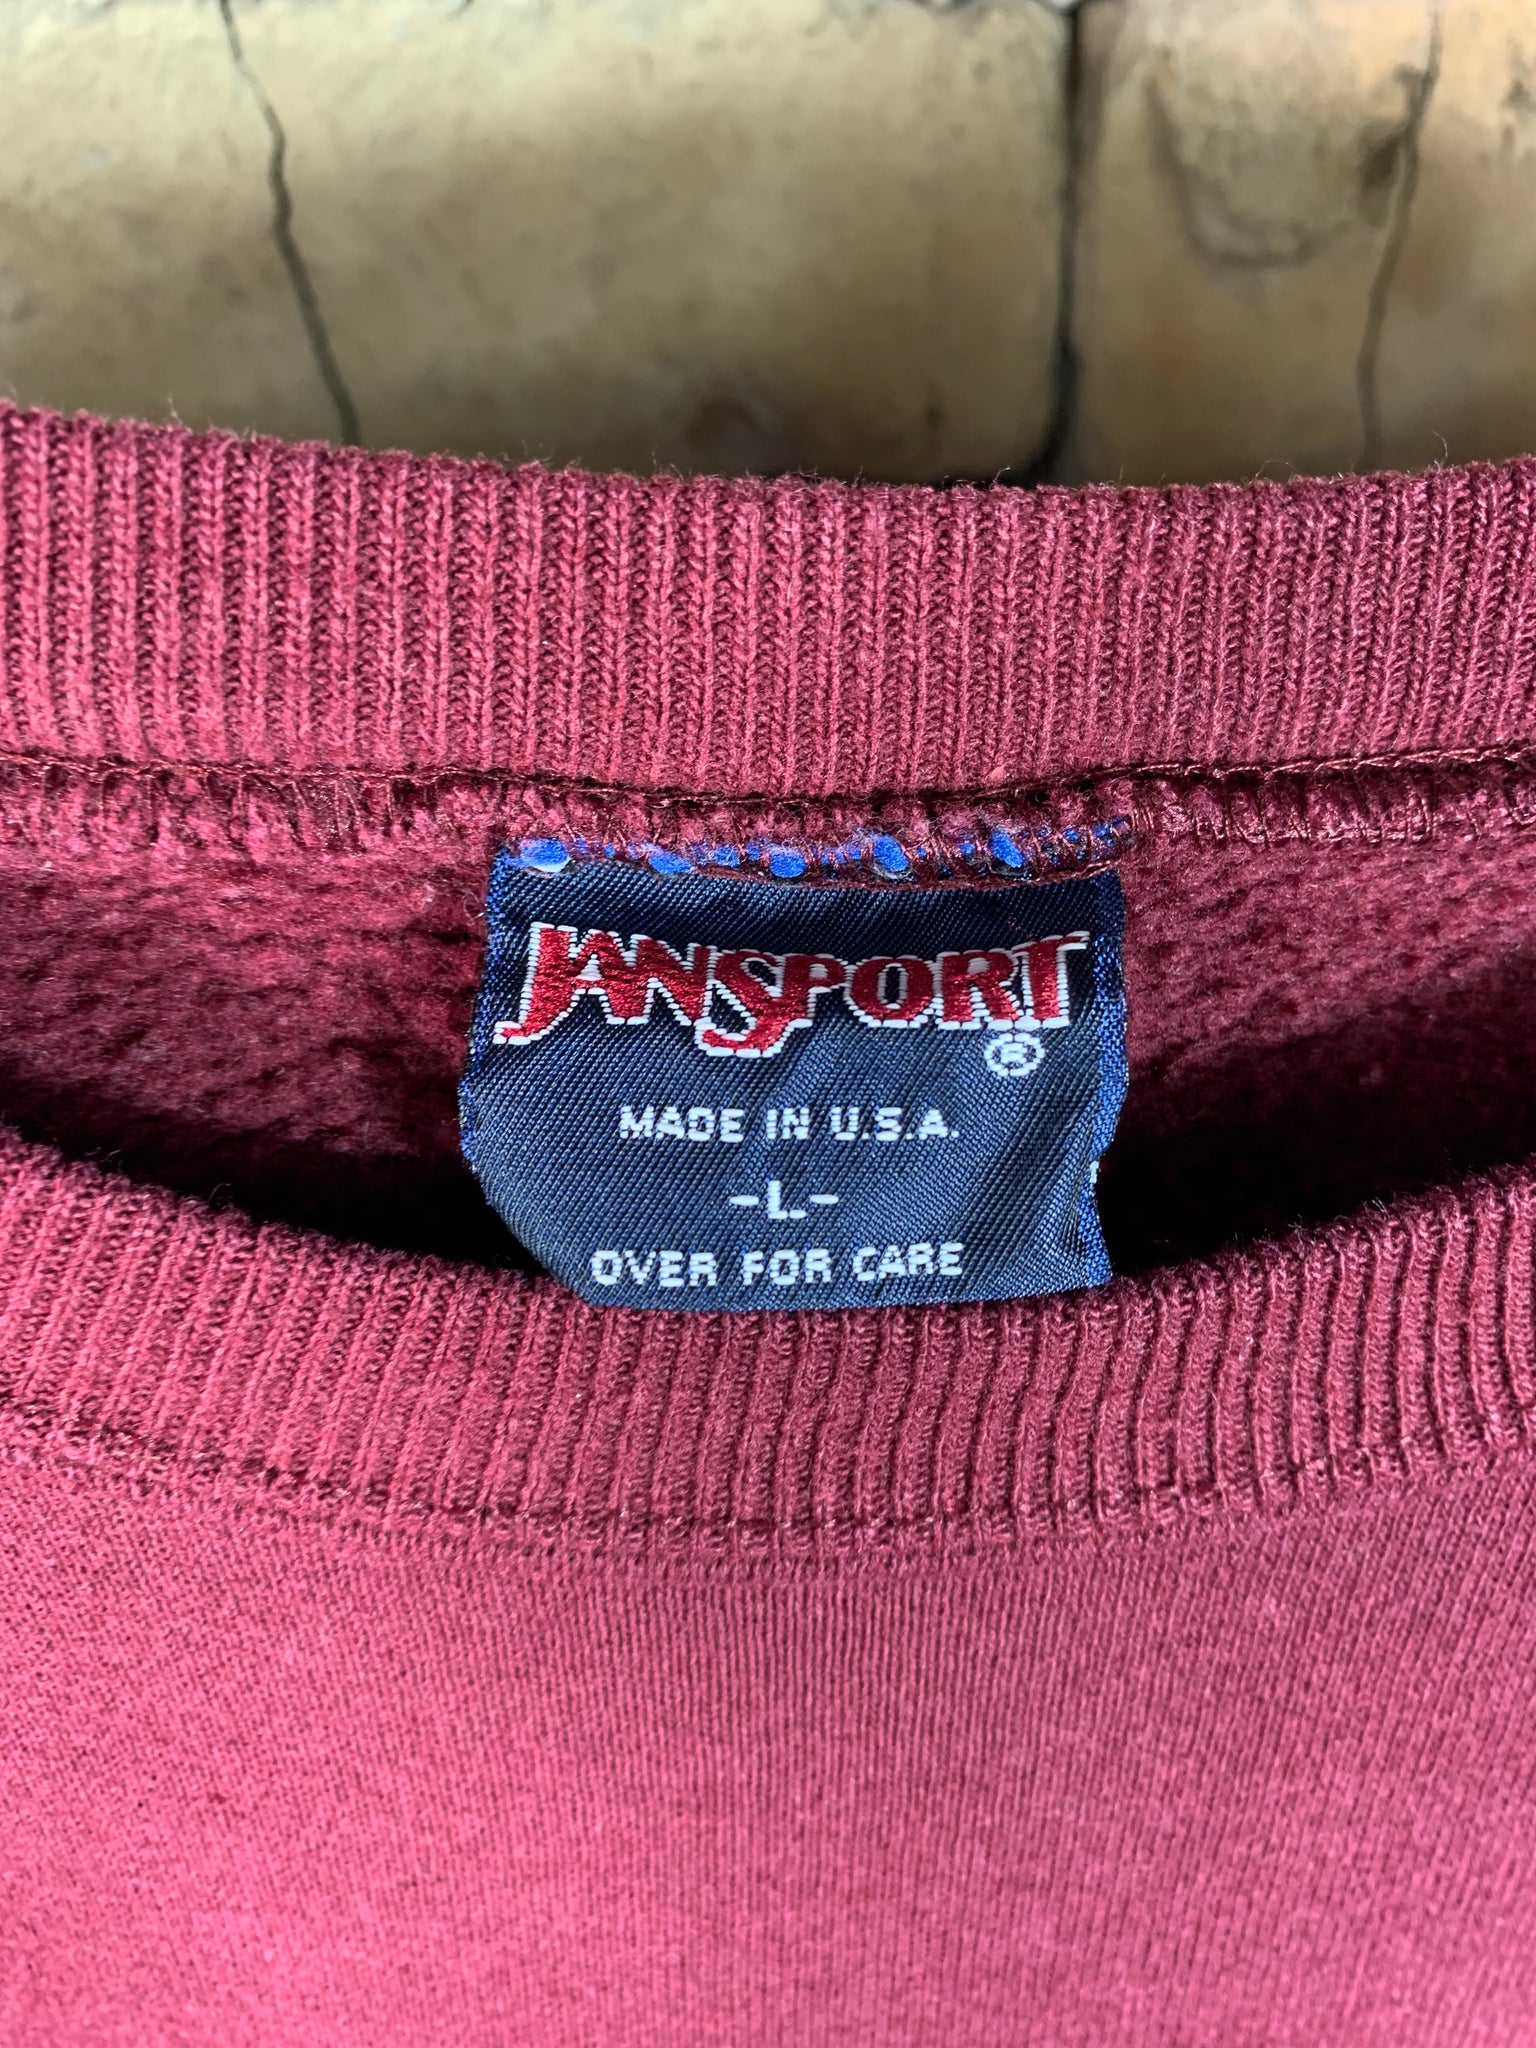 JANSPORT
®
MADE IN U.S.A.
-L-
OVER FOR CARE